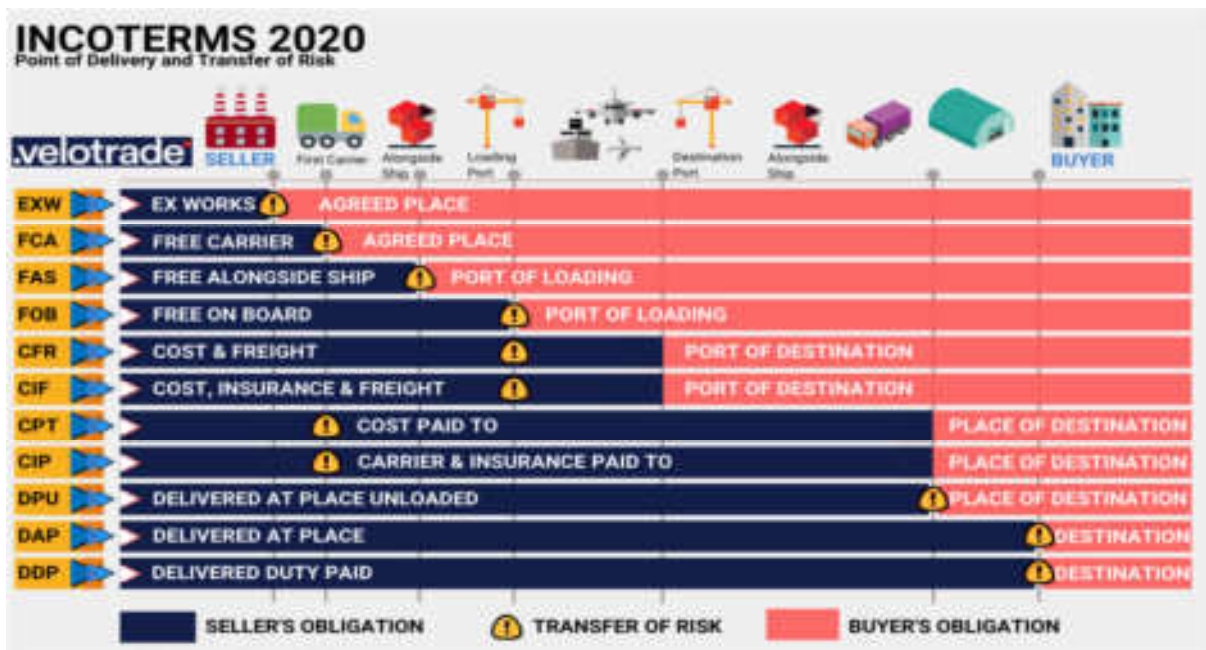 INCOTERMS 2020
Point of Delivery and Transfer of Risk
.velotrade
SELLER
First Carrier
Alongside Ship
Loading Port
Destination Port
Alongside Ship
BUYER
EXW EX WORKS AGREED PLACE
FCA FREE CARRIER AGREED PLACE
FAS FREE ALONGSIDE SHIP PORT OF LOADING
FOB FREE ON BOARD PORT OF LOADING
CFR COST & FREIGHT PORT OF DESTINATION
CIF COST, INSURANCE & FREIGHT PORT OF DESTINATION
CPT COST PAID TO PLACE OF DESTINATION
CIP CARRIER & INSURANCE PAID TO PLACE OF DESTINATION
DPU DELIVERED AT PLACE UNLOADED PLACE OF DESTINATION
DAP DELIVERED AT PLACE DESTINATION
DDP DELIVERED DUTY PAID DESTINATION
SELLER'S OBLIGATION TRANSFER OF RISK BUYER'S OBLIGATION